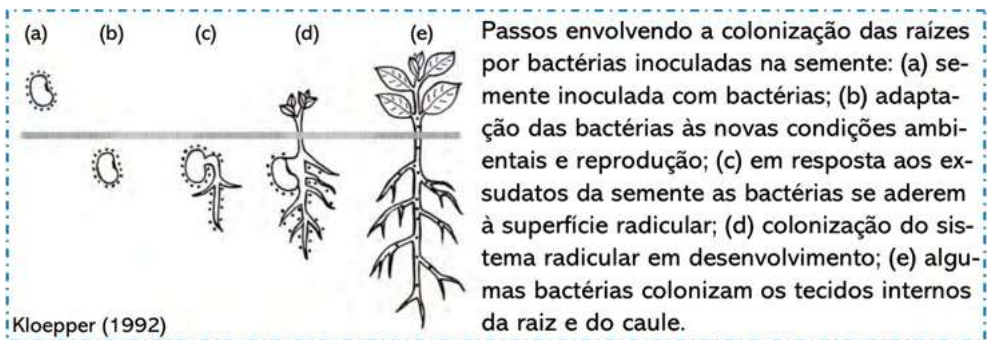 (a) (b) (c) (d) (e)
Passos envolvendo a colonização das raízes
por bactérias inoculadas na semente: (a) se-
mente inoculada com bactérias; (b) adapta-
ção das bactérias às novas condições ambi-
entais e reprodução; (c) em resposta aos ex-
sudatos da semente as bactérias se aderem
à superfície radicular; (d) colonização do sis-
tema radicular em desenvolvimento; (e) algu-
mas bactérias colonizam os tecidos internos
da raiz e do caule.
Kloepper (1992)